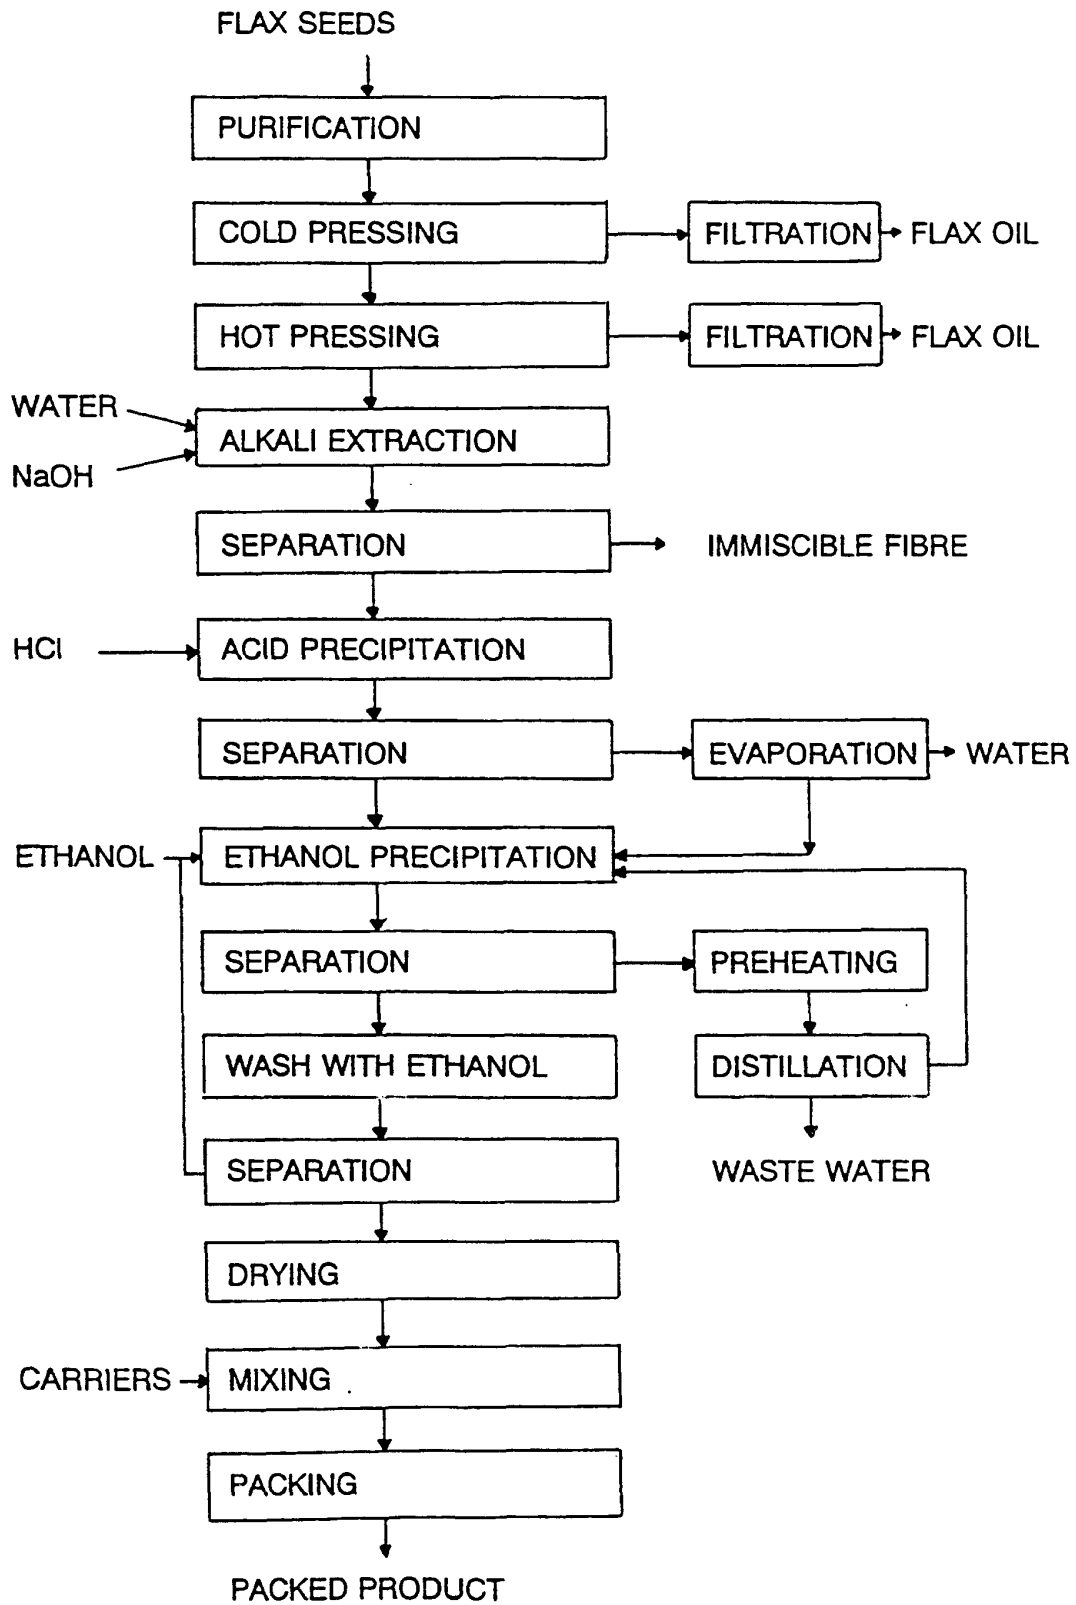 FLAX SEEDS
PURIFICATION
COLD PRESSING
FILTRATION
FLAX OIL
HOT PRESSING
FILTRATION
FLAX OIL
WATER
ALKALI EXTRACTION
NaOH
SEPARATION
IMMISCIBLE FIBRE
HCl
ACID PRECIPITATION
SEPARATION
EVAPORATION
WATER
ETHANOL
ETHANOL PRECIPITATION
SEPARATION
PREHEATING
WASH WITH ETHANOL
DISTILLATION
SEPARATION
WASTE WATER
DRYING
CARRIERS
MIXING
PACKING
PACKED PRODUCT